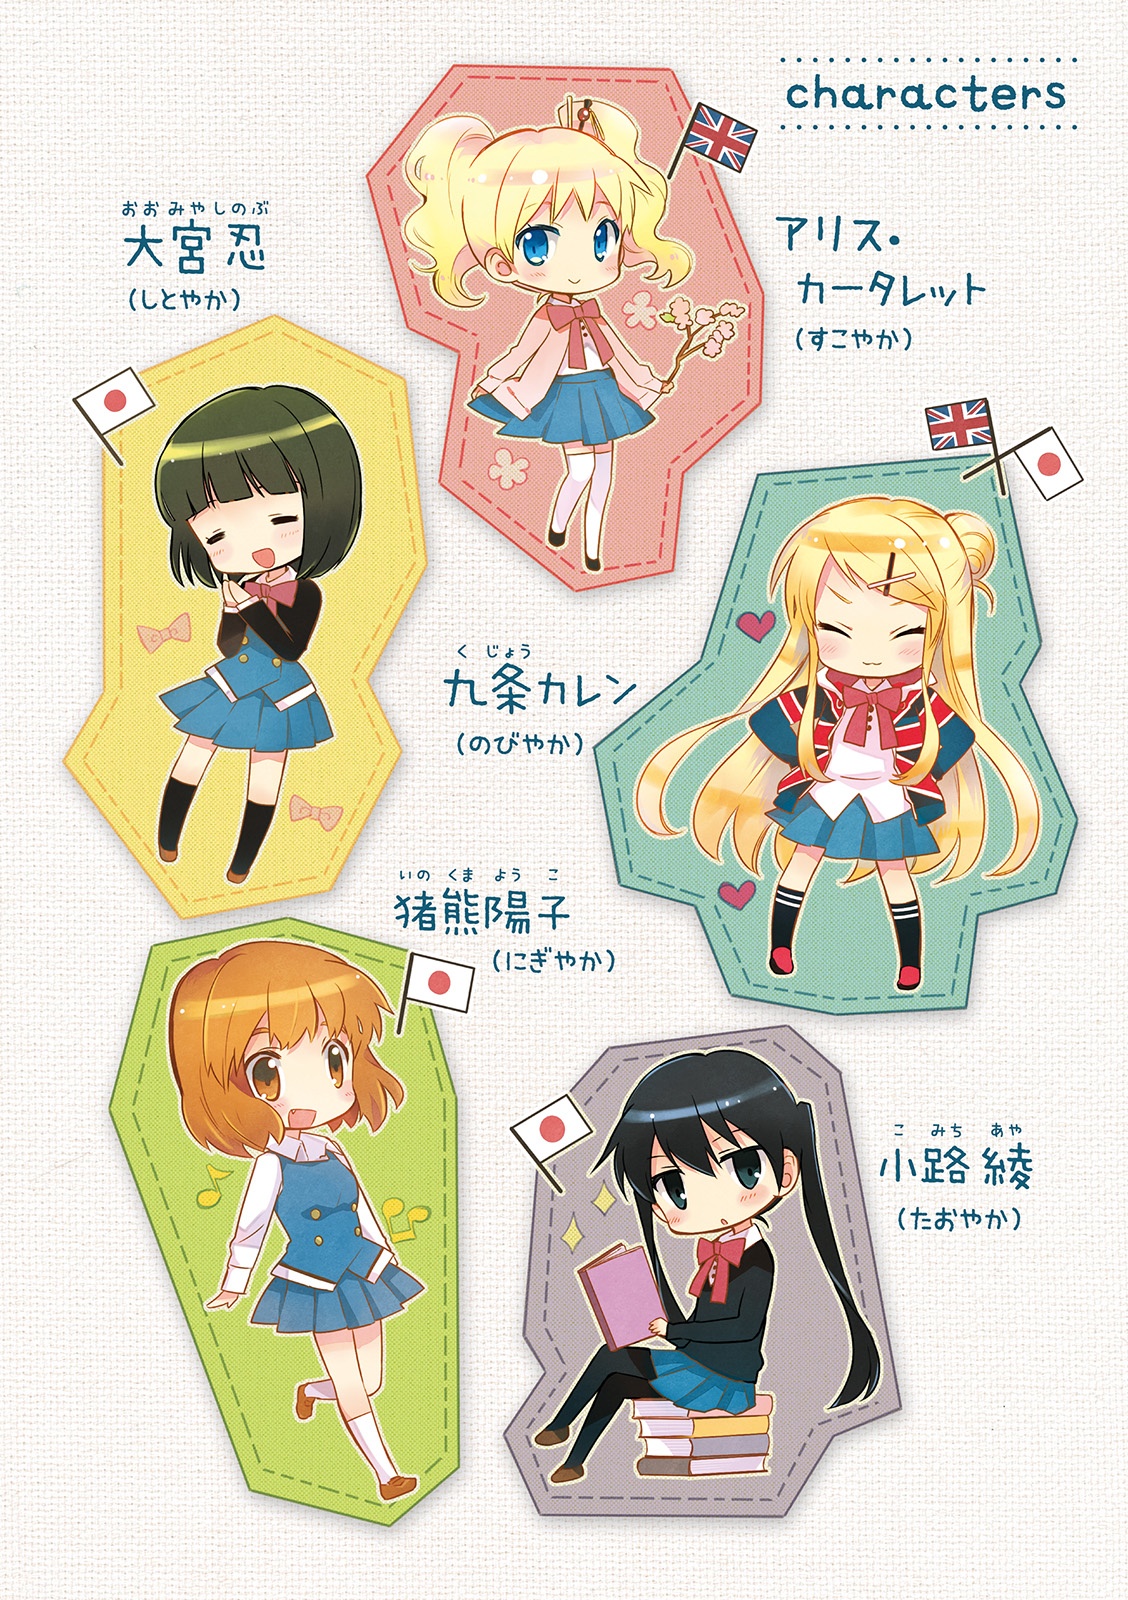 characters
おおみやしのぶ
大宮 忍
(しとやか)
アリス・
カータレット
(すこやか)
くじょう
九条カレン
(のびやか)
いのくまようこ
猪熊陽子
(にぎやか)
こみちあや
小路 綾
(たおやか)